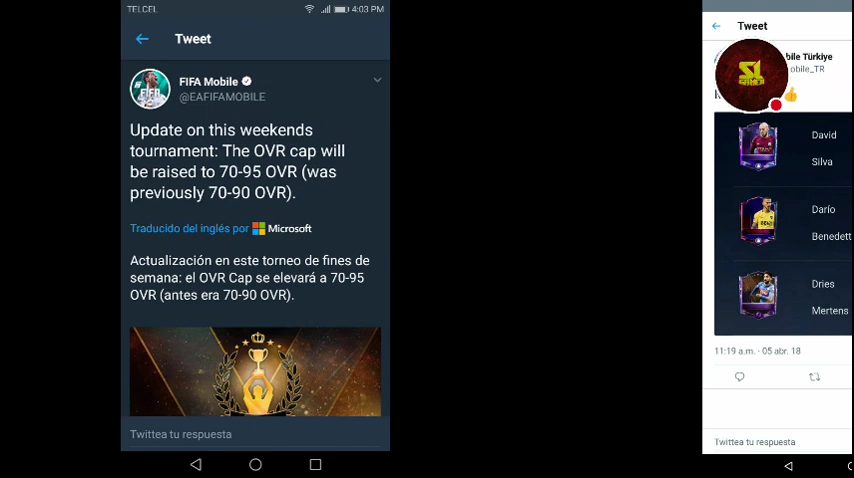 TELCEL
4:03 PM
Tweet
FIFA Mobile
@EAFIFAMOBILE
Update on this weekends
tournament: The OVR cap will
be raised to 70-95 OVR (was
previously 70-90 OVR).
Traducido del inglés por Microsoft
Actualización en este torneo de fines de
semana: el OVR Cap se elevará a 70-95
OVR (antes era 70-90 OVR).
Twittea tu respuesta
Tweet
bile Türkiye
obile_TR
David
Silva
Darío
Benedett
Dries
Mertens
11:19 a.m. · 05 abr. 18
Twittea tu respuesta